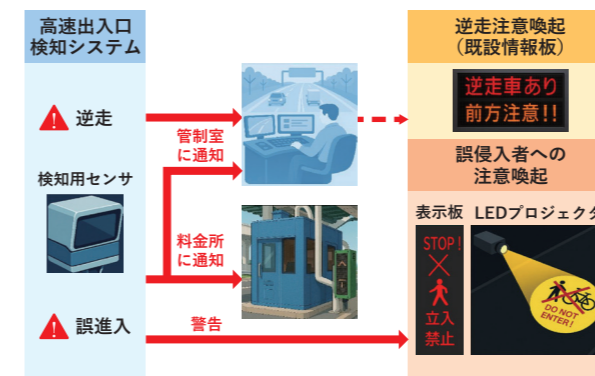 高速出入口
検知システム
逆走
検知用センサ
誤進入
管制室
に通知
料金所
に通知
警告
逆走注意喚起
（既設情報板）
逆走車あり
前方注意!!
誤侵入者への
注意喚起
表示板
LEDプロジェクタ
STOP!
立入
禁止
DO NOT
ENTER!